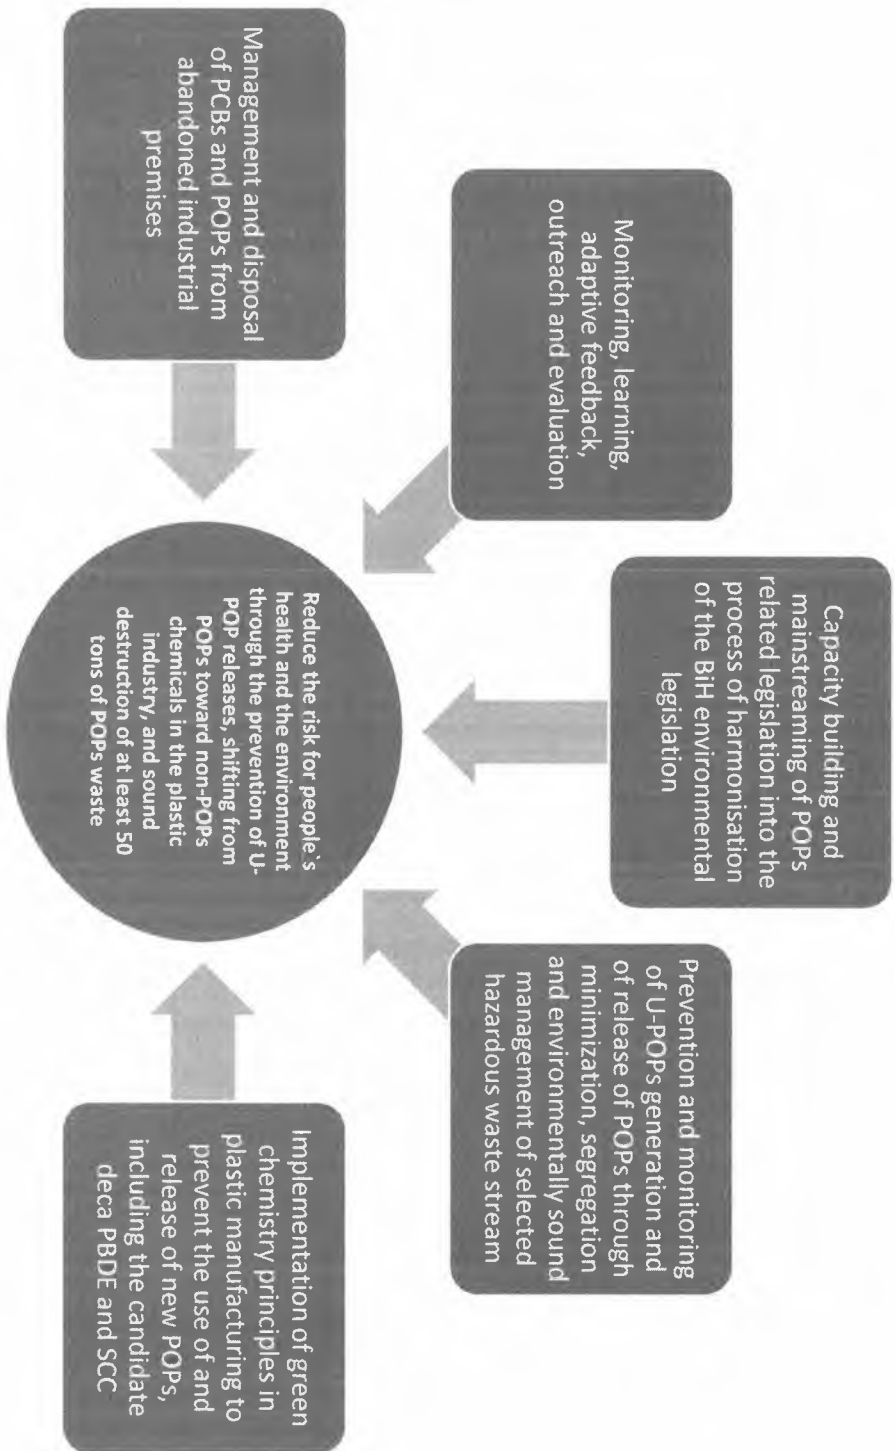 Management and disposal
of PCBs and POPs from
abandoned industrial
premises
Monitoring, learning,
adaptive feedback,
outreach and evaluation
Capacity building and
mainstreaming of POPs
related legislation into the
process of harmonisation
of the BiH environmental
legislation
Prevention and monitoring
of U-POPs generation and
of release of POPs through
minimization, segregation
and environmentally sound
management of selected
hazardous waste stream
Implementation of green
chemistry principles in
plastic manufacturing to
prevent the use of and
release of new POPs,
including the candidate
deca PBDE and SCC
Reduce the risk for people`s
health and the environment
through the prevention of U-
POP releases, shifting from
POPs toward non-POPs
chemicals in the plastic
industry, and sound
destruction of at least 50
tons of POPs waste